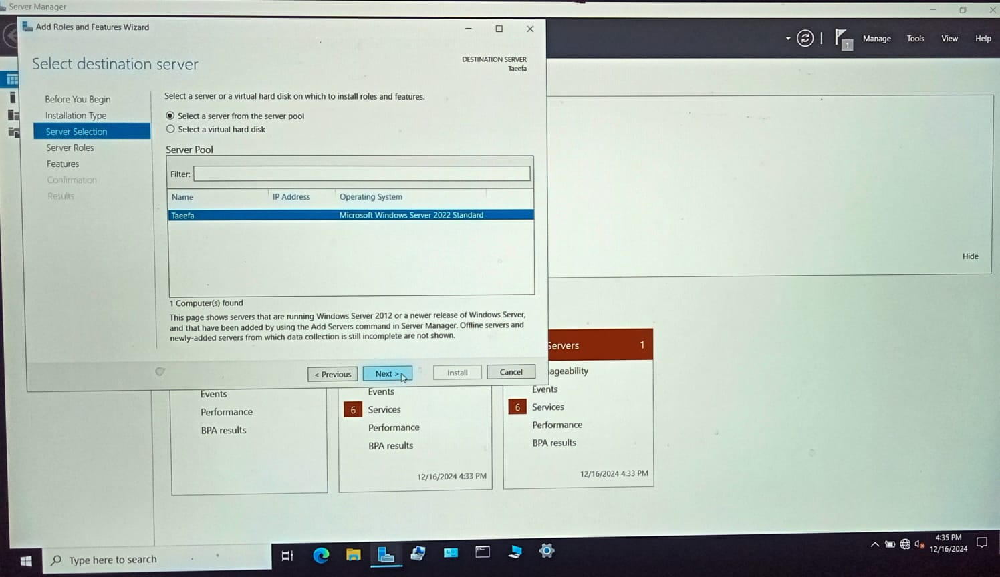 Server Manager
Add Roles and Features Wizard
Manage Tools View Help
1
Select destination server
DESTINATION SERVER
Taeefa
Before You Begin
Installation Type
Server Selection
Server Roles
Features
Confirmation
Results
Select a server or a virtual hard disk on which to install roles and features.
Select a server from the server pool
Select a virtual hard disk
Server Pool
Filter:
Name IP Address Operating System
Taeefa Microsoft Windows Server 2022 Standard
1 Computer(s) found
This page shows servers that are running Windows Server 2012 or a newer release of Windows Server,
and that have been added by using the Add Servers command in Server Manager. Offline servers and
newly-added servers from which data collection is still incomplete are not shown.
< Previous Next > Install Cancel
Hide
Servers 1
ageability
Events
Performance
BPA results
Events
6 Services
Performance
BPA results
12/16/2024 4:33 PM
Events
6 Services
Performance
BPA results
12/16/2024 4:33 PM
Type here to search
4:35 PM
12/16/2024